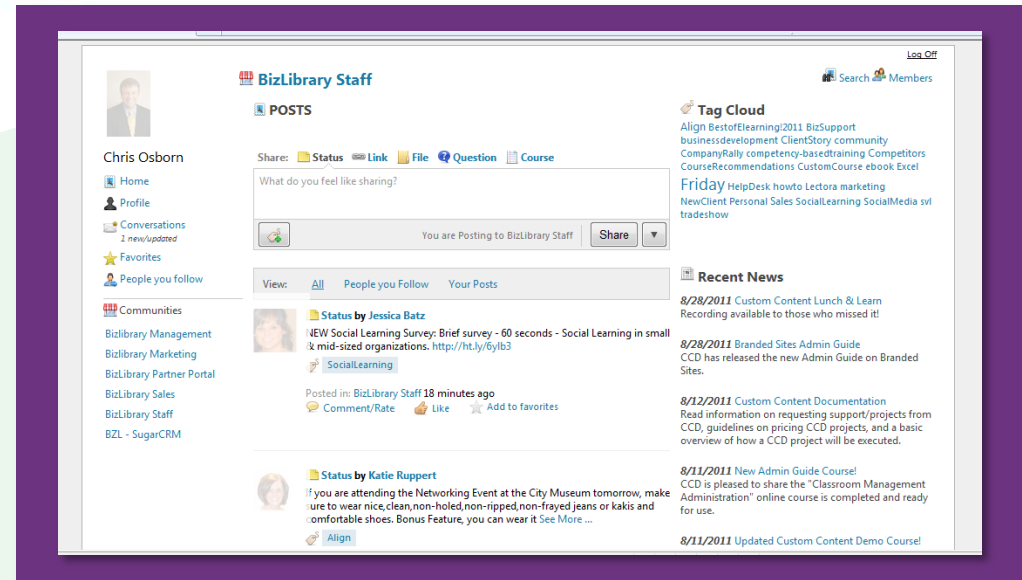 Log Off
BizLibrary Staff
Search Members
POSTS
Chris Osborn
Home
Profile
Conversations
1 new/updated
Favorites
People you follow
Communities
Bizlibrary Management
Bizlibrary Marketing
BizLibrary Partner Portal
BizLibrary Sales
BizLibrary Staff
BZL - SugarCRM
Share: Status Link File Question Course
What do you feel like sharing?
You are Posting to BizLibrary Staff Share
View: All People you Follow Your Posts
Status by Jessica Batz
NEW Social Learning Survey: Brief survey - 60 seconds - Social Learning in small
& mid-sized organizations. http://ht.ly/6ylb3
SocialLearning
Posted in: BizLibrary Staff 18 minutes ago
Comment/Rate Like Add to favorites
Status by Katie Ruppert
If you are attending the Networking Event at the City Museum tomorrow, make
sure to wear nice,clean,non-holed,non-ripped,non-frayed jeans or kakis and
comfortable shoes. Bonus Feature, you can wear it See More ...
Align
Tag Cloud
Align BestofElearning!2011 BizSupport
businessdevelopment ClientStory community
CompanyRally competency-basedtraining Competitors
CourseRecommendations CustomCourse ebook Excel
Friday HelpDesk howto Lectora marketing
NewClient Personal Sales SocialLearning SocialMedia svl
tradeshow
Recent News
8/28/2011 Custom Content Lunch & Learn
Recording available to those who missed it!
8/28/2011 Branded Sites Admin Guide
CCD has released the new Admin Guide on Branded
Sites.
8/12/2011 Custom Content Documentation
Read information on requesting support/projects from
CCD, guidelines on pricing CCD projects, and a basic
overview of how a CCD project will be executed.
8/11/2011 New Admin Guide Course!
CCD is pleased to share the "Classroom Management
Administration" online course is completed and ready
for use.
8/11/2011 Updated Custom Content Demo Course!